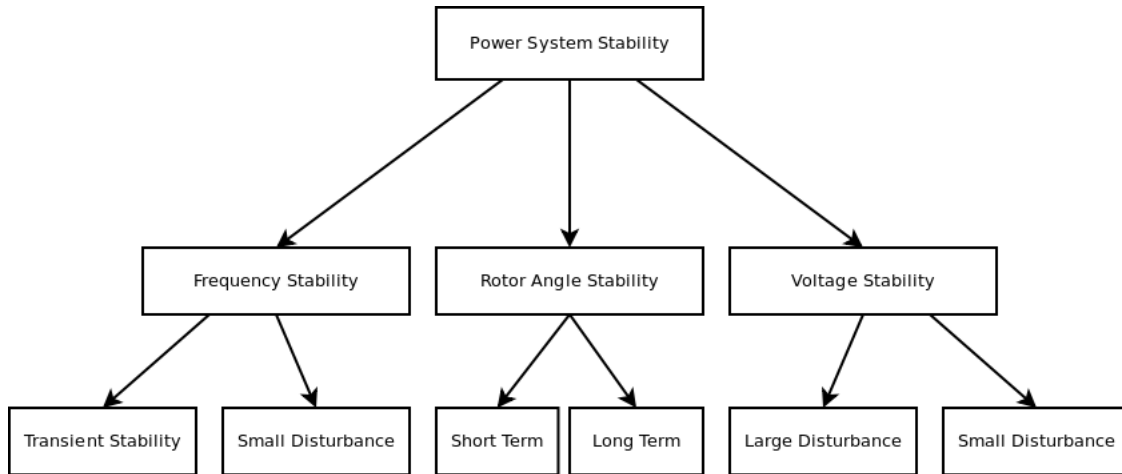 Power System Stability
Frequency Stability
Rotor Angle Stability
Voltage Stability
Transient Stability
Small Disturbance
Short Term
Long Term
Large Disturbance
Small Disturbance